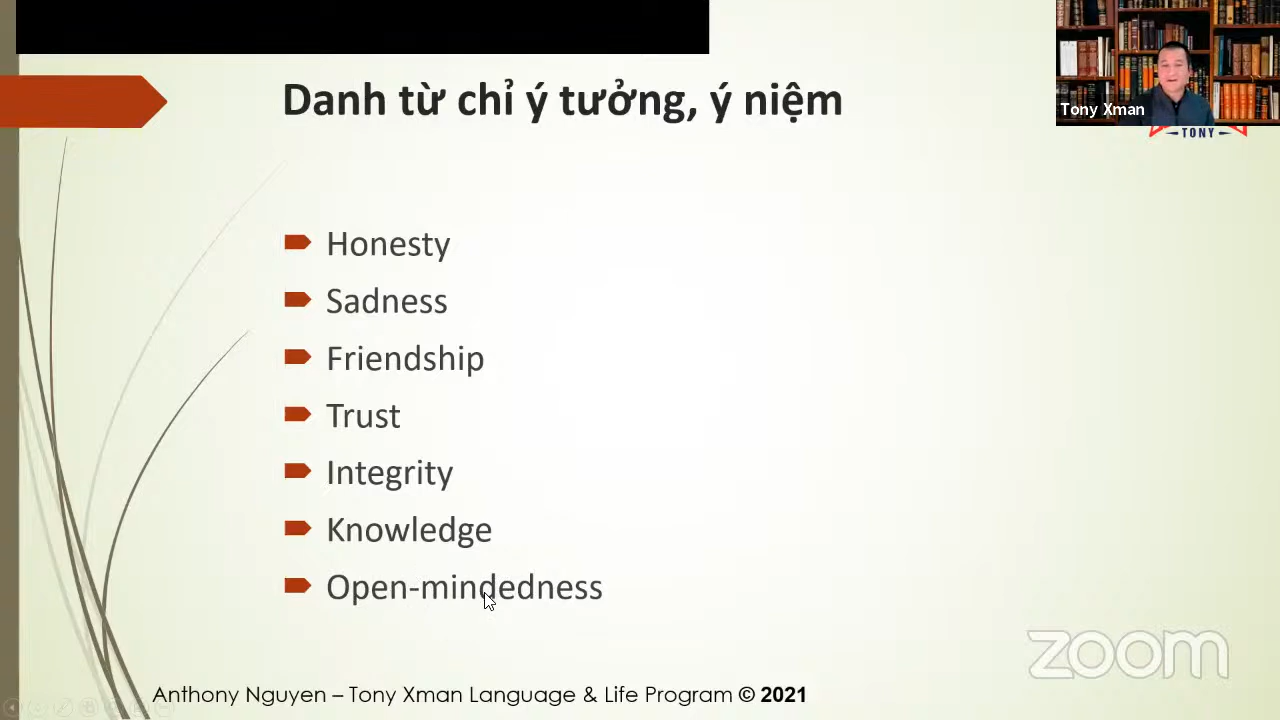 Danh từ chỉ ý tưởng, ý niệm
Tony Xman
TONY
Honesty
Sadness
Friendship
Trust
Integrity
Knowledge
Open-mindedness
zoom
Anthony Nguyen – Tony Xman Language & Life Program © 2021